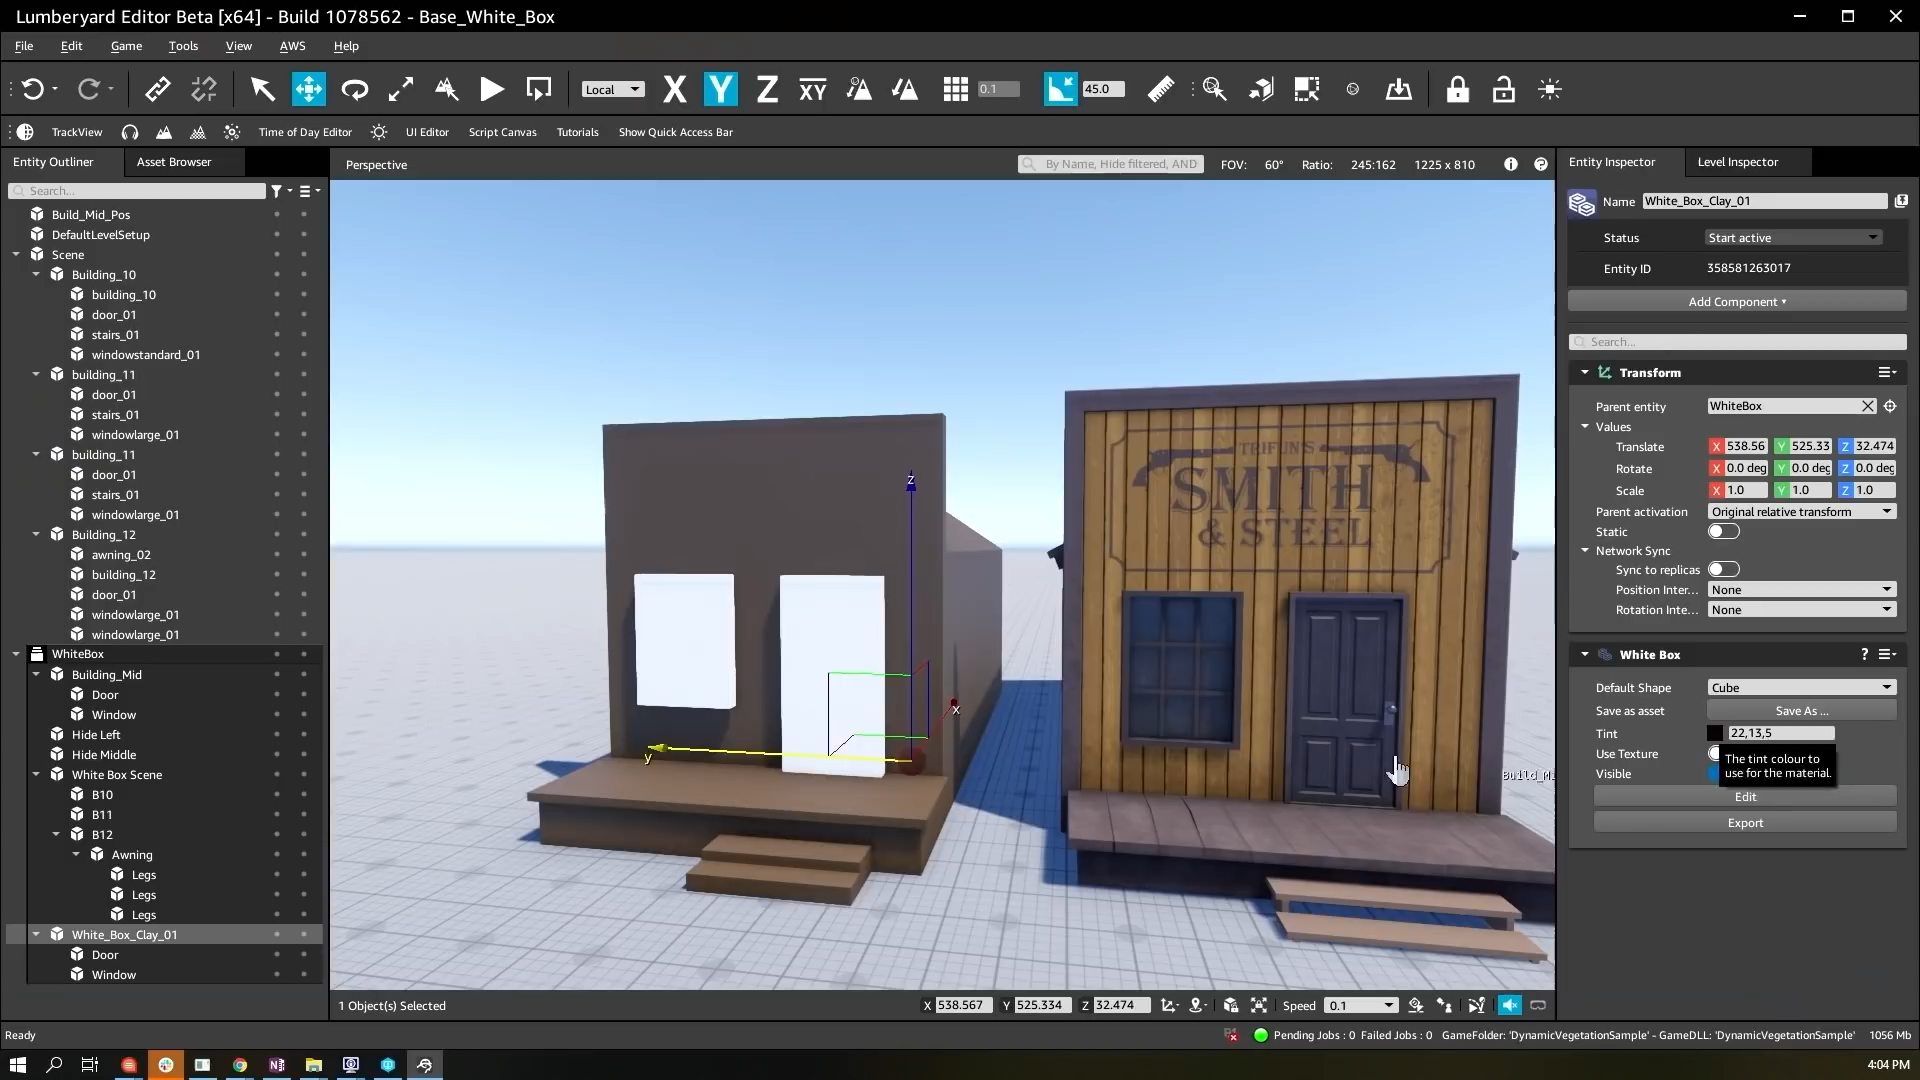 Lumberyard Editor Beta [x64] - Build 1078562 - Base_White_Box
File Edit Game Tools View AWS Help
Local X Y Z XY 0.1 45.0
TrackView Time of Day Editor UI Editor Script Canvas Tutorials Show Quick Access Bar
Entity Outliner Asset Browser
Search...
Build_Mid_Pos
DefaultLevelSetup
Scene
Building_10
building_10
door_01
stairs_01
windowstandard_01
building_11
door_01
stairs_01
windowlarge_01
building_11
door_01
stairs_01
windowlarge_01
Building_12
awning_02
building_12
door_01
windowlarge_01
windowlarge_01
WhiteBox
Building_Mid
Door
Window
Hide Left
Hide Middle
White Box Scene
B10
B11
B12
Awning
Legs
Legs
Legs
White_Box_Clay_01
Door
Window
Perspective By Name, Hide filtered, AND FOV: 60° Ratio: 245:162 1225 x 810
TRIFUN'S
SMITH
& STEEL
z
x
y
Build_Mi
1 Object(s) Selected X 538.567 Y 525.334 Z 32.474 Speed 0.1
Entity Inspector Level Inspector
Name White_Box_Clay_01
Status Start active
Entity ID 358581263017
Add Component
Search...
Transform
Parent entity WhiteBox
Values
Translate X 538.56 Y 525.33 Z 32.474
Rotate X 0.0 deg Y 0.0 deg Z 0.0 deg
Scale X 1.0 Y 1.0 Z 1.0
Parent activation Original relative transform
Static
Network Sync
Sync to replicas
Position Inter... None
Rotation Inte... None
White Box ?
Default Shape Cube
Save as asset Save As ...
Tint 22,13,5
Use Texture
The tint colour to
use for the material.
Visible
Edit
Export
Ready Pending Jobs : 0 Failed Jobs : 0 GameFolder: 'DynamicVegetationSample' - GameDLL: 'DynamicVegetationSample' 1056 Mb
4:04 PM